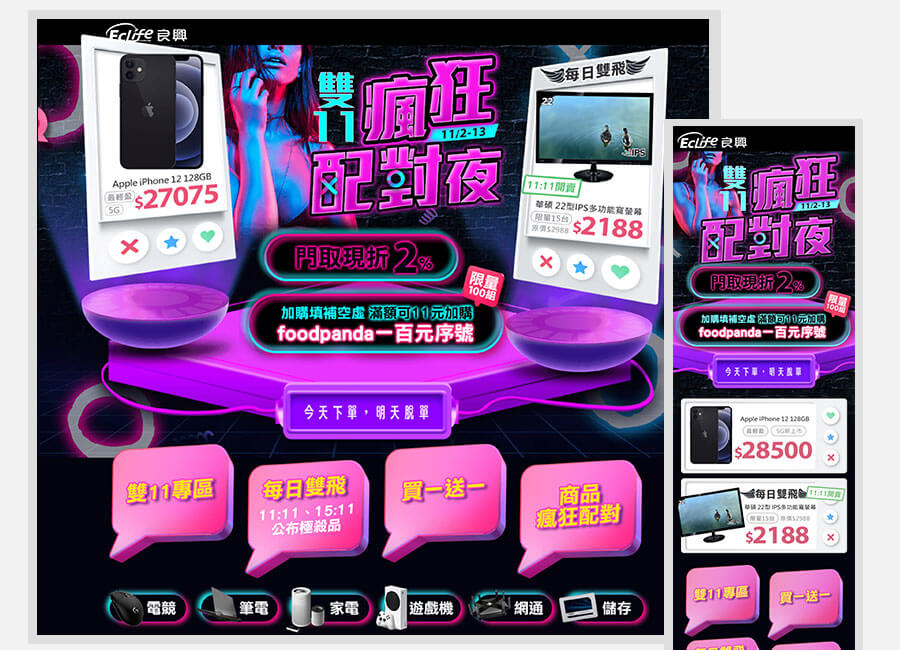 EcLife 良興
Apple iPhone 12 128GB
最輕盈
5G
$27075
雙11
瘋狂
11/2-13
配對夜
每日雙飛
22
IPS
11:11開賣
華碩 22型IPS多功能寬螢幕
限量15台
原價$2988
$2188
門取現折2%
限量
100組
加購填補空虛 滿額可11元加購
foodpanda一百元序號
今天下單，明天脫單
雙11專區
每日雙飛
11:11、15:11
公布極殺品
買一送一
商品
瘋狂配對
電競
筆電
家電
遊戲機
網通
儲存
EcLife 良興
雙11
瘋狂
11/2-13
配對夜
門取現折2%
限量
100組
加購填補空虛 滿額可11元加購
foodpanda一百元序號
今天下單，明天脫單
Apple iPhone 12 128GB
最輕盈
5G新上市
$28500
每日雙飛
11:11開賣
華碩 22型 IPS多功能寬螢幕
限量15台 原價$2988
$2188
雙11專區
買一送一